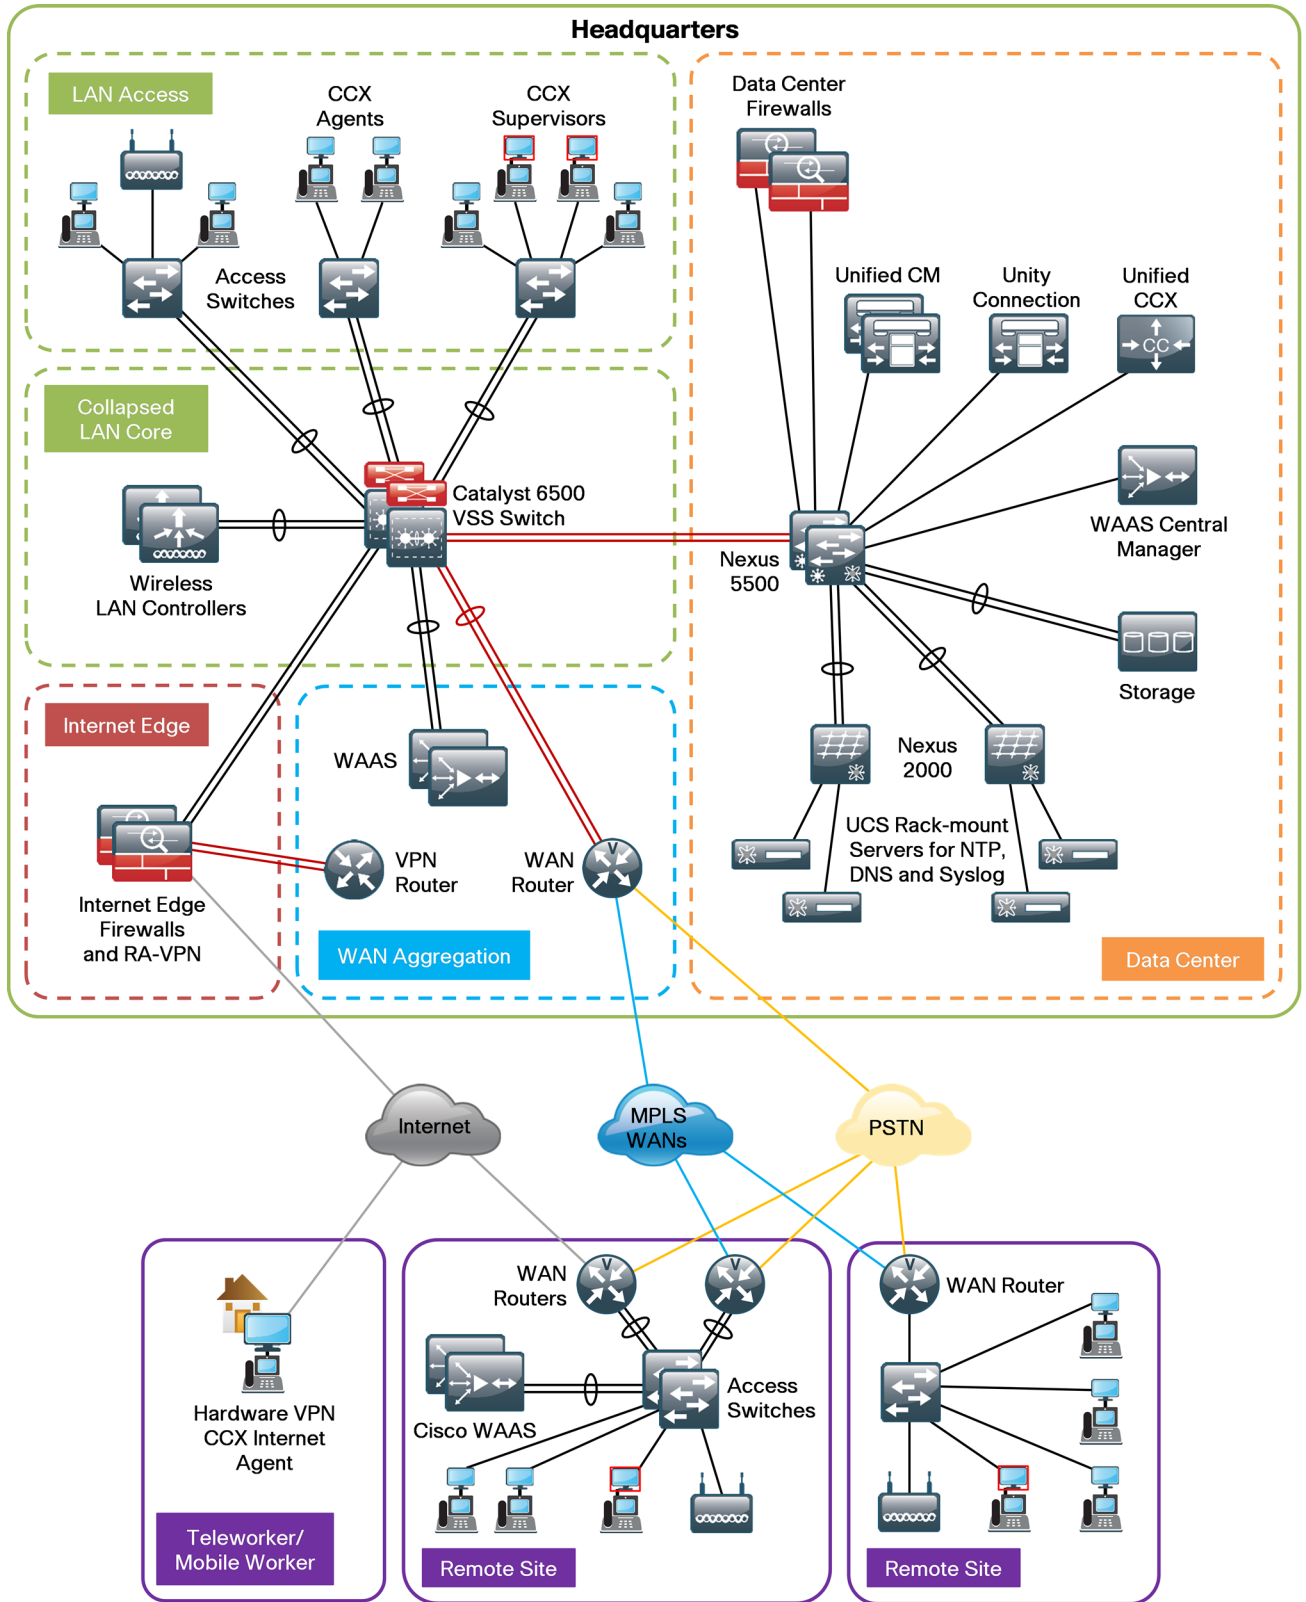 Headquarters
LAN Access
CCX
Agents
CCX
Supervisors
Data Center
Firewalls
Access
Switches
Unified CM
Unity
Connection
Unified
CCX
CC
Collapsed
LAN Core
Catalyst 6500
VSS Switch
WAAS Central
Manager
Nexus
5500
Wireless
LAN Controllers
Storage
Internet Edge
WAAS
Nexus
2000
UCS Rack-mount
Servers for NTP,
DNS and Syslog
VPN
Router
WAN
Router
V
Internet Edge
Firewalls
and RA-VPN
WAN Aggregation
Data Center
Internet
MPLS
WANs
PSTN
WAN
Routers
V
V
V
WAN Router
Access
Switches
Cisco WAAS
Hardware VPN
CCX Internet
Agent
Teleworker/
Mobile Worker
Remote Site
Remote Site